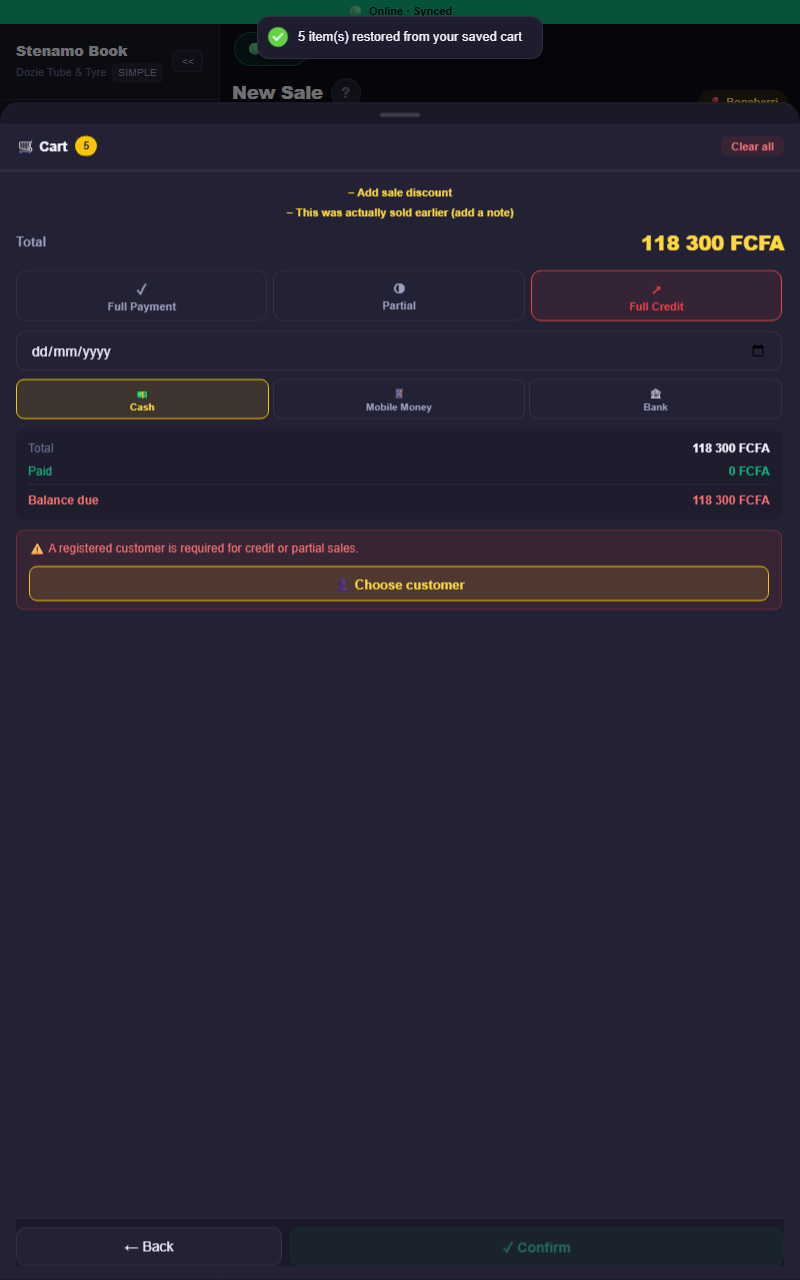 Online · Synced
5 item(s) restored from your saved cart
Stenamo Book
Dozie Tube & Tyre SIMPLE
<<
New Sale ?
Bonaberri
Cart 5
Clear all
– Add sale discount
– This was actually sold earlier (add a note)
Total 118 300 FCFA
✓ Full Payment
Partial
↗ Full Credit
dd/mm/yyyy
Cash
Mobile Money
Bank
Total 118 300 FCFA
Paid 0 FCFA
Balance due 118 300 FCFA
⚠ A registered customer is required for credit or partial sales.
Choose customer
← Back
✓ Confirm